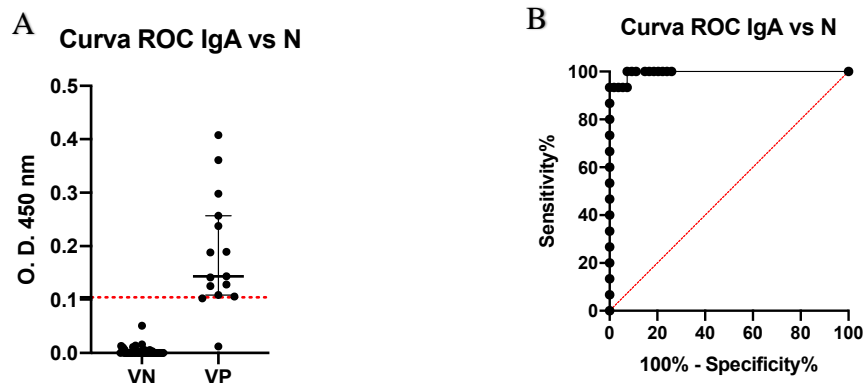 A
Curva ROC IgA vs N
O. D. 450 nm
0.5
0.4
0.3
0.2
0.1
0.0
VN
VP
B
Curva ROC IgA vs N
Sensitivity%
100
80
60
40
20
0
0 20 40 60 80 100
100% - Specificity%